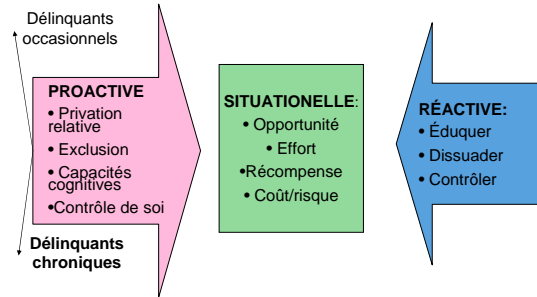 Délinquants
occasionnels
PROACTIVE
• Privation
relative
• Exclusion
• Capacités
cognitives
•Contrôle de soi
Délinquants
chroniques
SITUATIONELLE:
• Opportunité
• Effort
•Récompense
• Coût/risque
RÉACTIVE:
• Éduquer
• Dissuader
• Contrôler